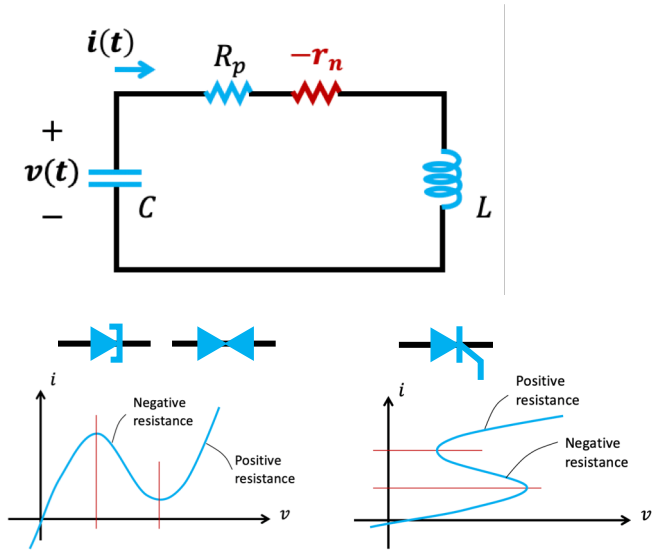 i(t)
R_p
−r_n
+
v(t)
−
C
L
i
Negative
resistance
Positive
resistance
v
i
Positive
resistance
Negative
resistance
v